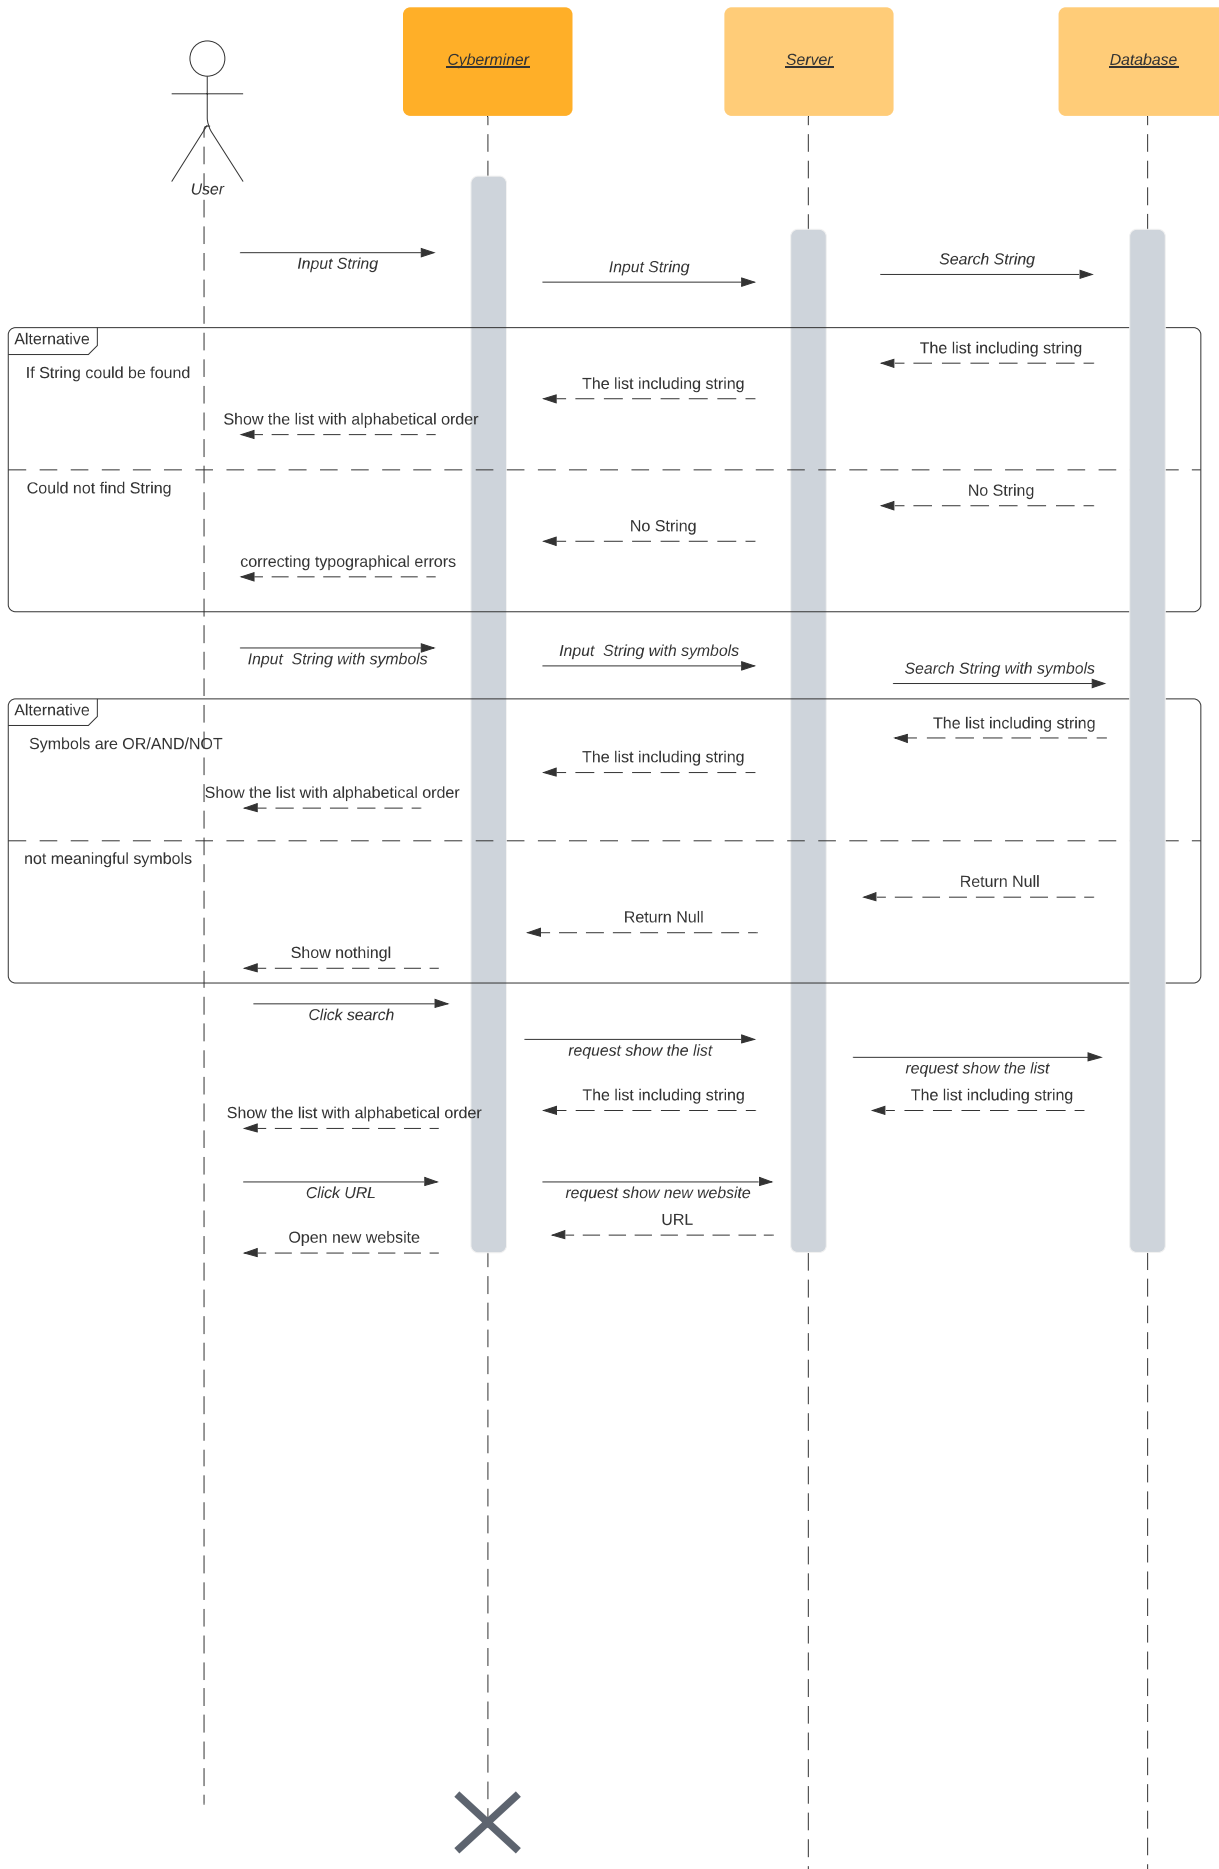 Cyberminer
Server
Database
User
Input String
Input String
Search String
Alternative
If String could be found
The list including string
The list including string
Show the list with alphabetical order
Could not find String
No String
No String
correcting typographical errors
Input  String with symbols
Input  String with symbols
Search String with symbols
Alternative
Symbols are OR/AND/NOT
The list including string
The list including string
Show the list with alphabetical order
not meaningful symbols
Return Null
Return Null
Show nothingl
Click search
request show the list
request show the list
The list including string
The list including string
Show the list with alphabetical order
Click URL
request show new website
URL
Open new website